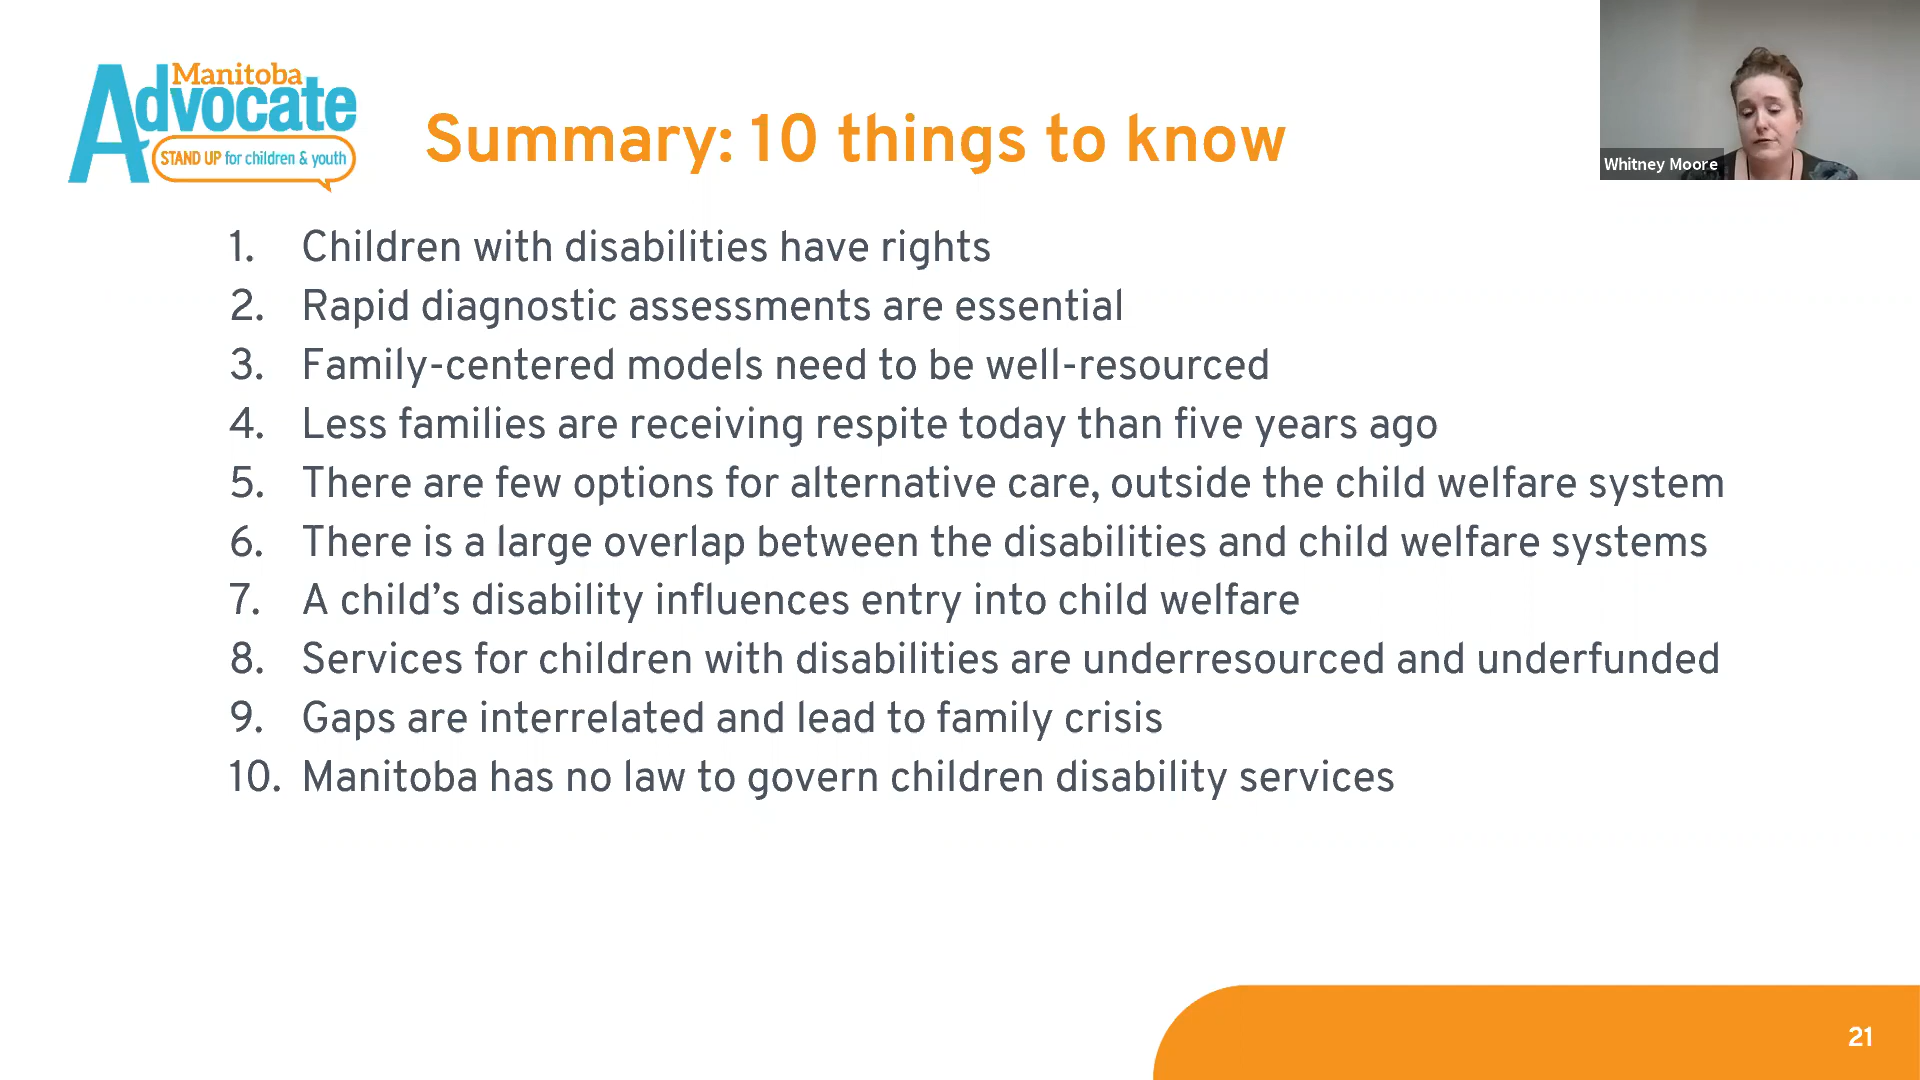 Manitoba
Advocate
STAND UP for children & youth
Summary: 10 things to know
Whitney Moore
1. Children with disabilities have rights
2. Rapid diagnostic assessments are essential
3. Family-centered models need to be well-resourced
4. Less families are receiving respite today than five years ago
5. There are few options for alternative care, outside the child welfare system
6. There is a large overlap between the disabilities and child welfare systems
7. A child’s disability influences entry into child welfare
8. Services for children with disabilities are underresourced and underfunded
9. Gaps are interrelated and lead to family crisis
10. Manitoba has no law to govern children disability services
21